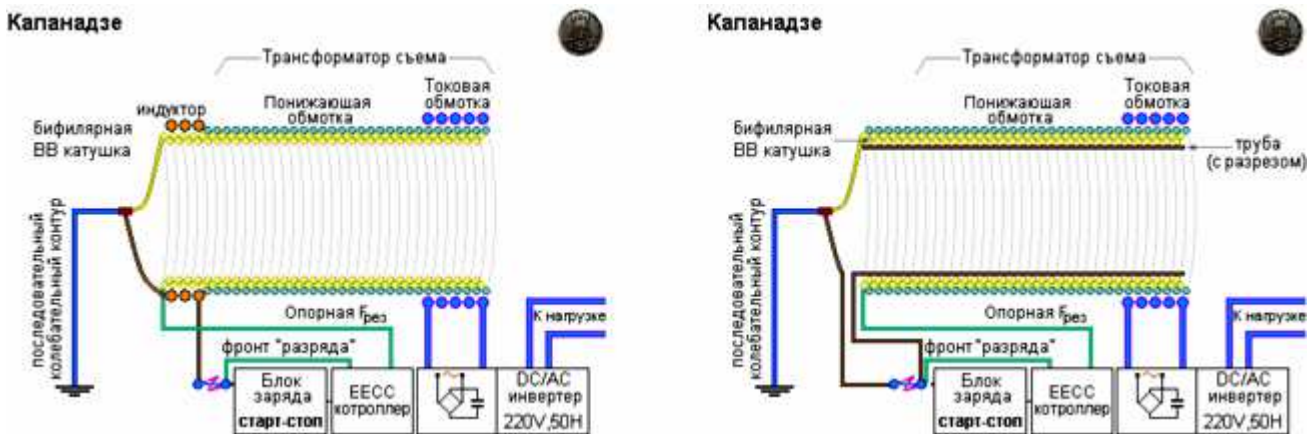 Капанадзе
Трансформатор съема
Токовая
обмотка
индуктор
Понижающая
обмотка
бифилярная
ВВ катушка
последовательный
колебательный контур
Опорная Fрез
К нагрузке
фронт "разряда"
Блок
заряда
старт-стоп
EECC
котроллер
DC/AC
инвертер
220V,50H
Капанадзе
Трансформатор съема
Токовая
обмотка
Понижающая
обмотка
бифилярная
ВВ катушка
труба
(с разрезом)
последовательный
колебательный контур
Опорная Fрез
К нагрузке
фронт "разряда"
Блок
заряда
старт-стоп
EECC
котроллер
DC/AC
инвертер
220V,50H